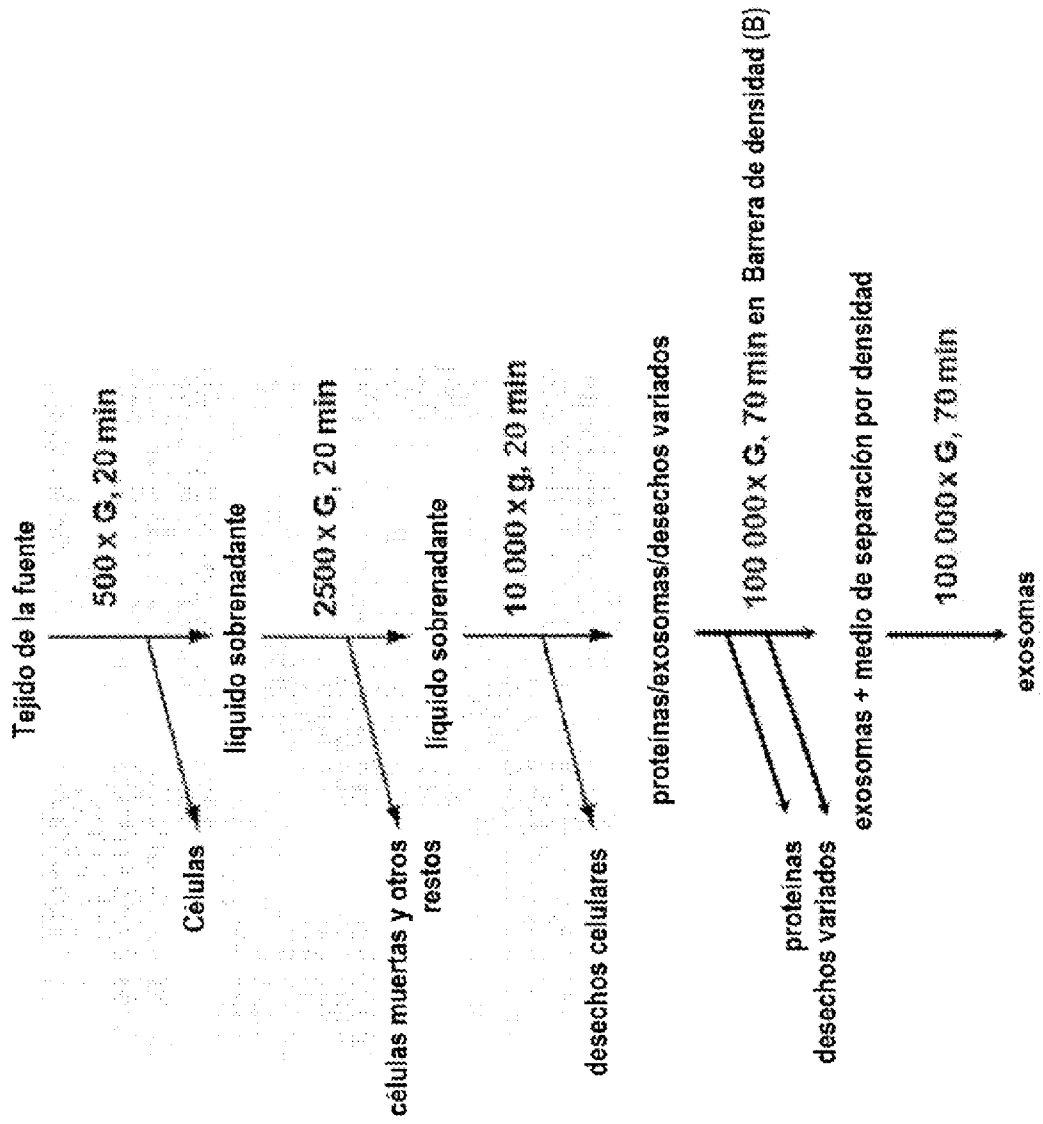 Tejido de la fuente
500 x G, 20 min
Células
líquido sobrenadante
2500 x G, 20 min
células muertas y otros
restos
líquido sobrenadante
10 000 x g, 20 min
desechos celulares
proteínas/exosomas/desechos variados
100 000 x G, 70 min en Barrera de densidad (B)
proteínas
desechos variados
exosomas + medio de separación por densidad
100 000 x G, 70 min
exosomas